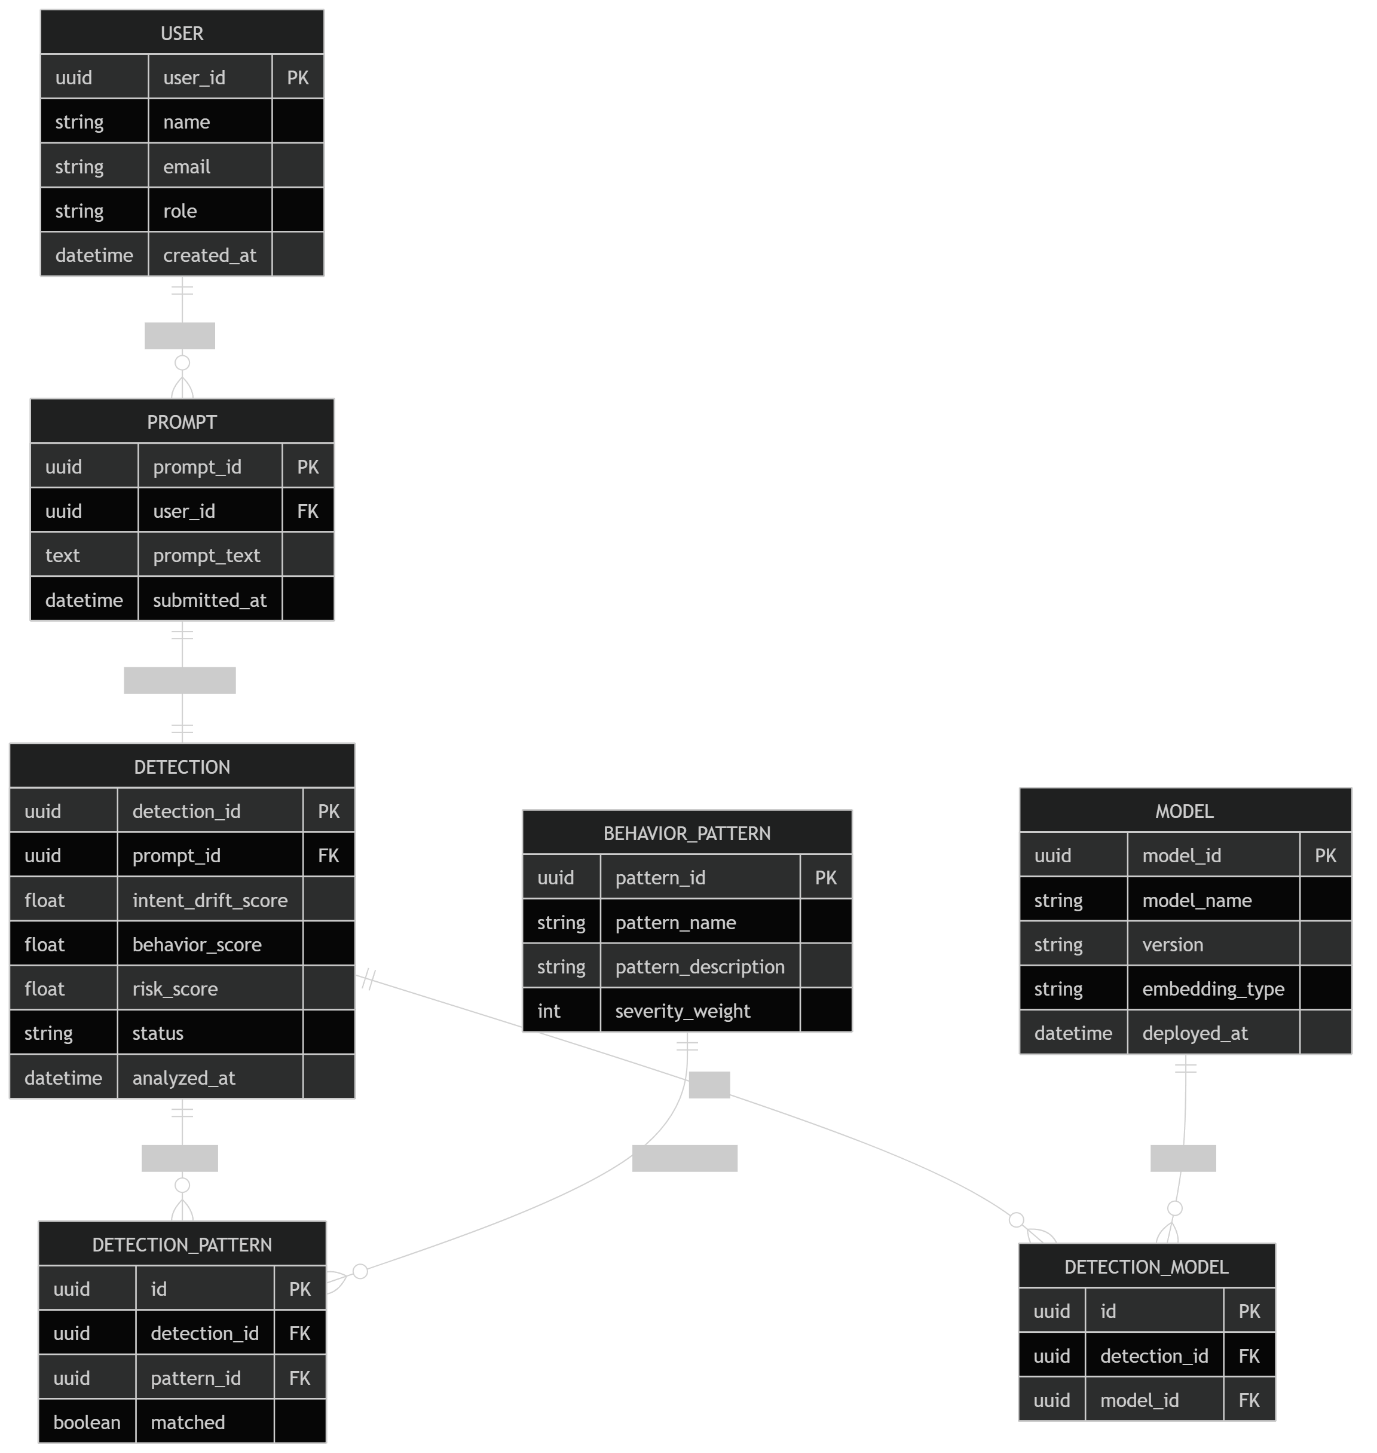 USER
uuid user_id PK
string name
string email
string role
datetime created_at
PROMPT
uuid prompt_id PK
uuid user_id FK
text prompt_text
datetime submitted_at
DETECTION
uuid detection_id PK
uuid prompt_id FK
float intent_drift_score
float behavior_score
float risk_score
string status
datetime analyzed_at
BEHAVIOR_PATTERN
uuid pattern_id PK
string pattern_name
string pattern_description
int severity_weight
MODEL
uuid model_id PK
string model_name
string version
string embedding_type
datetime deployed_at
DETECTION_PATTERN
uuid id PK
uuid detection_id FK
uuid pattern_id FK
boolean matched
DETECTION_MODEL
uuid id PK
uuid detection_id FK
uuid model_id FK